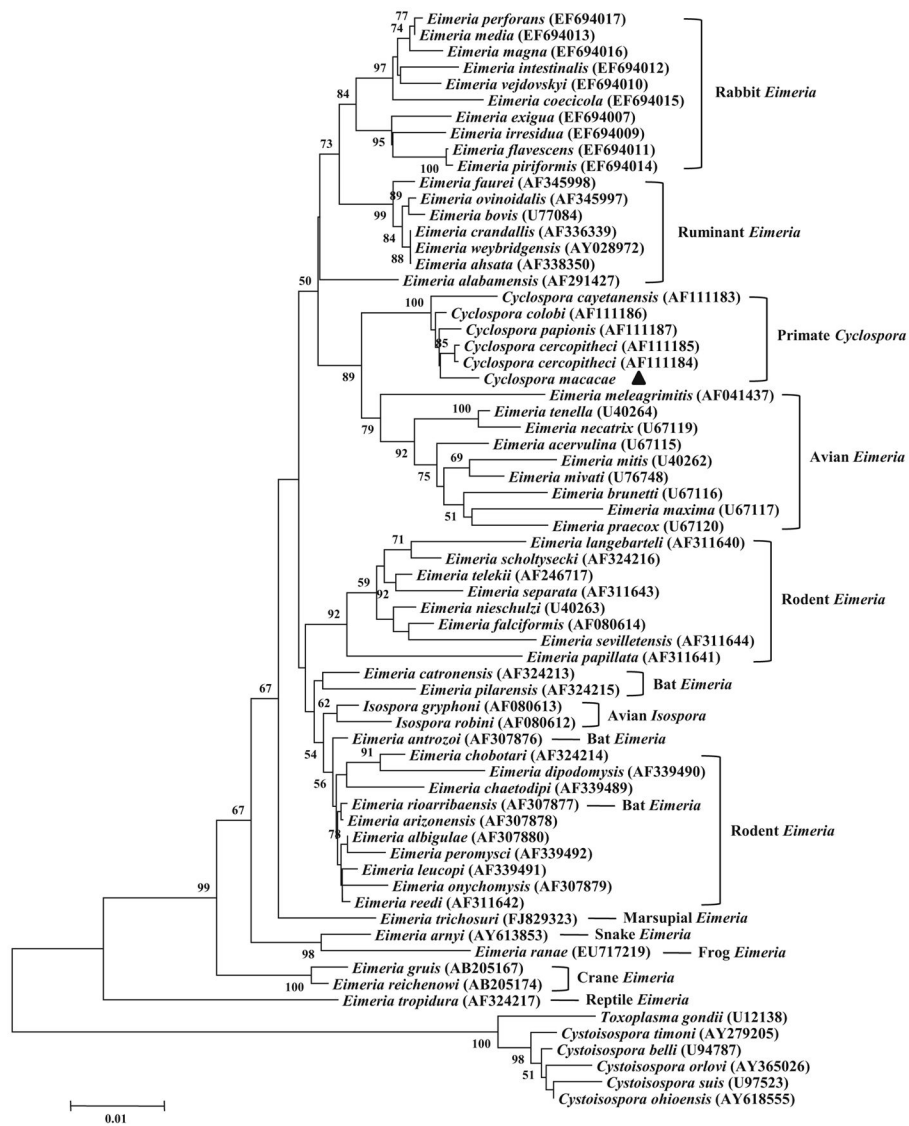 77
Eimeria perforans (EF694017)
74
Eimeria media (EF694013)
Eimeria magna (EF694016)
97
Eimeria intestinalis (EF694012)
Eimeria vejdovskyi (EF694010)
84
Eimeria coecicola (EF694015)
Rabbit Eimeria
Eimeria exigua (EF694007)
Eimeria irresidua (EF694009)
95
73
Eimeria flavescens (EF694011)
100
Eimeria piriformis (EF694014)
Eimeria faurei (AF345998)
89
Eimeria ovinoidalis (AF345997)
99
Eimeria bovis (U77084)
84
Eimeria crandallis (AF336339)
Ruminant Eimeria
Eimeria weybridgensis (AY028972)
88
Eimeria ahsata (AF338350)
50
Eimeria alabamensis (AF291427)
100
Cyclospora cayetanensis (AF111183)
Cyclospora colobi (AF111186)
Cyclospora papionis (AF111187)
Primate Cyclospora
85
Cyclospora cercopitheci (AF111185)
Cyclospora cercopitheci (AF111184)
89
Cyclospora macacae
Eimeria meleagrimitis (AF041437)
100
Eimeria tenella (U40264)
79
Eimeria necatrix (U67119)
92
Eimeria acervulina (U67115)
69
Eimeria mitis (U40262)
Avian Eimeria
75
Eimeria mivati (U76748)
Eimeria brunetti (U67116)
51
Eimeria maxima (U67117)
Eimeria praecox (U67120)
71
Eimeria langebarteli (AF311640)
Eimeria scholtysecki (AF324216)
59
Eimeria telekii (AF246717)
92
Eimeria separata (AF311643)
Rodent Eimeria
92
Eimeria nieschulzi (U40263)
Eimeria falciformis (AF080614)
Eimeria sevilletensis (AF311644)
Eimeria papillata (AF311641)
Eimeria catronensis (AF324213)
Bat Eimeria
67
Eimeria pilarensis (AF324215)
62
Isospora gryphoni (AF080613)
Avian Isospora
Isospora robini (AF080612)
54
Eimeria antrozoi (AF307876)
Bat Eimeria
91
Eimeria chobotari (AF324214)
56
Eimeria dipodomysis (AF339490)
Eimeria chaetodipi (AF339489)
67
Eimeria rioarribaensis (AF307877)
Bat Eimeria
Eimeria arizonensis (AF307878)
78
Eimeria albigulae (AF307880)
Rodent Eimeria
Eimeria peromysci (AF339492)
Eimeria leucopi (AF339491)
99
Eimeria onychomysis (AF307879)
Eimeria reedi (AF311642)
Eimeria trichosuri (FJ829323)
Marsupial Eimeria
Eimeria arnyi (AY613853)
Snake Eimeria
98
Eimeria ranae (EU717219)
Frog Eimeria
Eimeria gruis (AB205167)
Crane Eimeria
100
Eimeria reichenowi (AB205174)
Eimeria tropidura (AF324217)
Reptile Eimeria
Toxoplasma gondii (U12138)
100
Cystoisospora timoni (AY279205)
98
Cystoisospora belli (U94787)
51
Cystoisospora orlovi (AY365026)
Cystoisospora suis (U97523)
Cystoisospora ohioensis (AY618555)
0.01